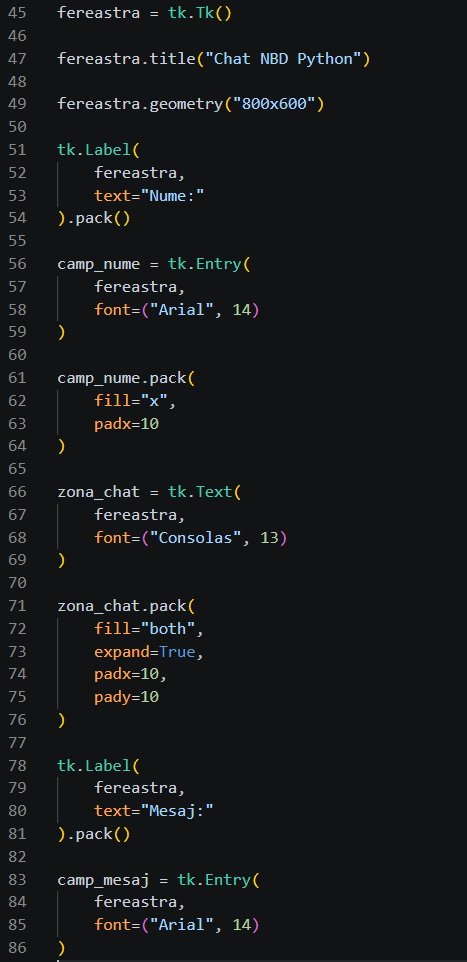 45 fereastra = tk.Tk()
46
47 fereastra.title("Chat NBD Python")
48
49 fereastra.geometry("800x600")
50
51 tk.Label(
52     fereastra,
53     text="Nume:"
54 ).pack()
55
56 camp_nume = tk.Entry(
57     fereastra,
58     font=("Arial", 14)
59 )
60
61 camp_nume.pack(
62     fill="x",
63     padx=10
64 )
65
66 zona_chat = tk.Text(
67     fereastra,
68     font=("Consolas", 13)
69 )
70
71 zona_chat.pack(
72     fill="both",
73     expand=True,
74     padx=10,
75     pady=10
76 )
77
78 tk.Label(
79     fereastra,
80     text="Mesaj:"
81 ).pack()
82
83 camp_mesaj = tk.Entry(
84     fereastra,
85     font=("Arial", 14)
86 )